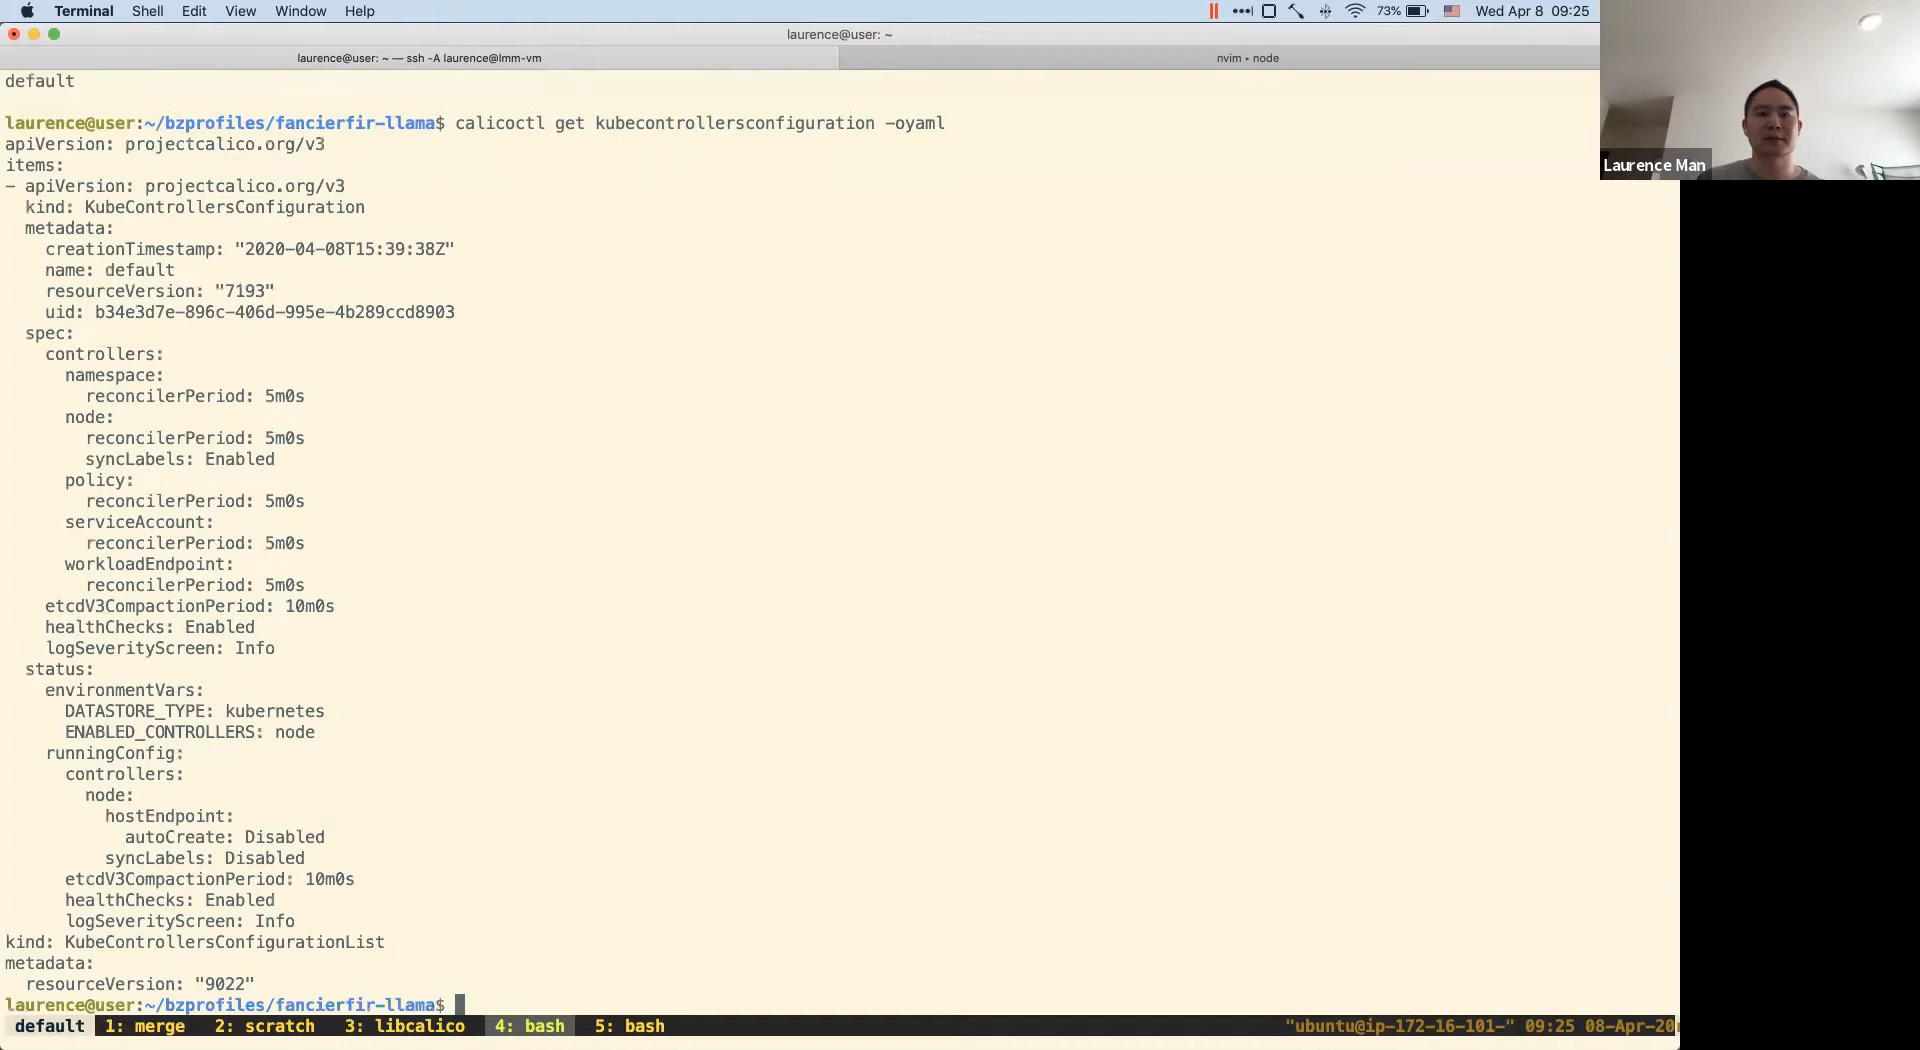 Terminal Shell Edit View Window Help 73% Wed Apr 8 09:25
laurence@user: ~
laurence@user: ~ — ssh -A laurence@lmm-vm nvim ▸ node
default
laurence@user:~/bzprofiles/fancierfir-llama$ calicoctl get kubecontrollersconfiguration -oyaml
apiVersion: projectcalico.org/v3
items:
- apiVersion: projectcalico.org/v3
  kind: KubeControllersConfiguration
  metadata:
    creationTimestamp: "2020-04-08T15:39:38Z"
    name: default
    resourceVersion: "7193"
    uid: b34e3d7e-896c-406d-995e-4b289ccd8903
  spec:
    controllers:
      namespace:
        reconcilerPeriod: 5m0s
      node:
        reconcilerPeriod: 5m0s
        syncLabels: Enabled
      policy:
        reconcilerPeriod: 5m0s
      serviceAccount:
        reconcilerPeriod: 5m0s
      workloadEndpoint:
        reconcilerPeriod: 5m0s
    etcdV3CompactionPeriod: 10m0s
    healthChecks: Enabled
    logSeverityScreen: Info
  status:
    environmentVars:
      DATASTORE_TYPE: kubernetes
      ENABLED_CONTROLLERS: node
    runningConfig:
      controllers:
        node:
          hostEndpoint:
            autoCreate: Disabled
          syncLabels: Disabled
      etcdV3CompactionPeriod: 10m0s
      healthChecks: Enabled
      logSeverityScreen: Info
kind: KubeControllersConfigurationList
metadata:
  resourceVersion: "9022"
laurence@user:~/bzprofiles/fancierfir-llama$
default 1: merge 2: scratch 3: libcalico 4: bash 5: bash "ubuntu@ip-172-16-101-" 09:25 08-Apr-20
Laurence Man